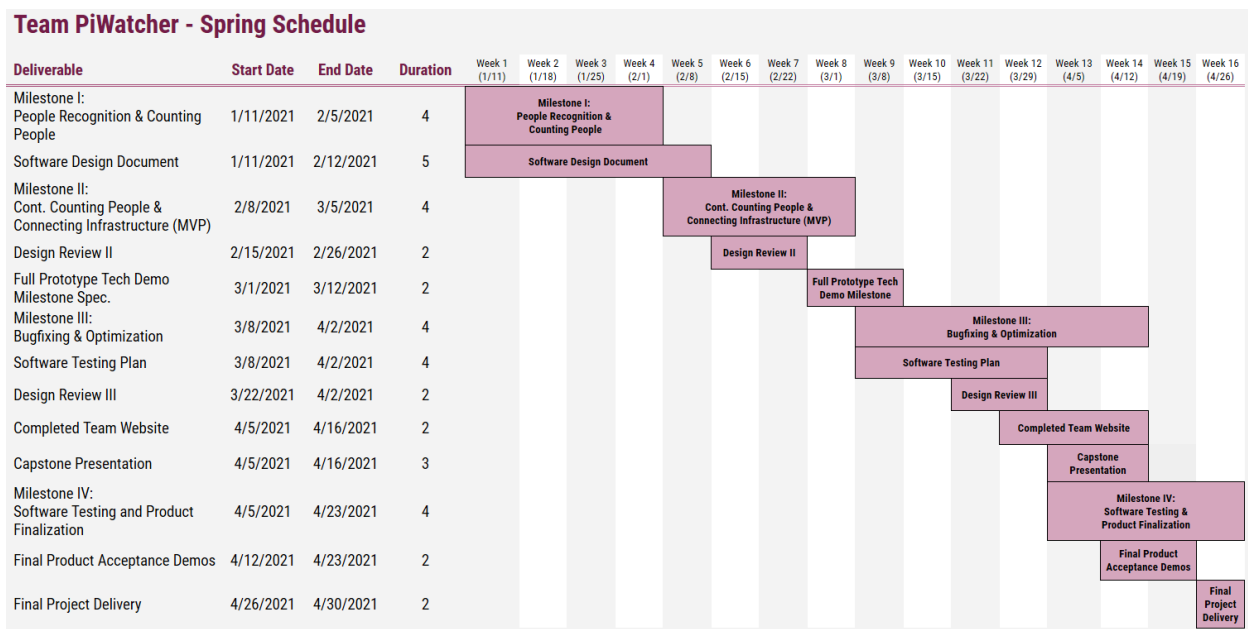 Team PiWatcher - Spring Schedule
Deliverable Start Date End Date Duration Week 1 Week 2 Week 3 Week 4 Week 5 Week 6 Week 7 Week 8 Week 9 Week 10 Week 11 Week 12 Week 13 Week 14 Week 15 Week 16
(1/11) (1/18) (1/25) (2/1) (2/8) (2/15) (2/22) (3/1) (3/8) (3/15) (3/22) (3/29) (4/5) (4/12) (4/19) (4/26)
Milestone I:
People Recognition & Counting
People
1/11/2021 2/5/2021 4
Milestone I:
People Recognition &
Counting People
Software Design Document 1/11/2021 2/12/2021 5 Software Design Document
Milestone II:
Cont. Counting People &
Connecting Infrastructure (MVP)
2/8/2021 3/5/2021 4
Milestone II:
Cont. Counting People &
Connecting Infrastructure (MVP)
Design Review II 2/15/2021 2/26/2021 2 Design Review II
Full Prototype Tech Demo
Milestone Spec.
3/1/2021 3/12/2021 2
Full Prototype Tech
Demo Milestone
Milestone III:
Bugfixing & Optimization
3/8/2021 4/2/2021 4
Milestone III:
Bugfixing & Optimization
Software Testing Plan 3/8/2021 4/2/2021 4 Software Testing Plan
Design Review III 3/22/2021 4/2/2021 2 Design Review III
Completed Team Website 4/5/2021 4/16/2021 2 Completed Team Website
Capstone Presentation 4/5/2021 4/16/2021 3
Capstone
Presentation
Milestone IV:
Software Testing and Product
Finalization
4/5/2021 4/23/2021 4
Milestone IV:
Software Testing &
Product Finalization
Final Product Acceptance Demos 4/12/2021 4/23/2021 2
Final Product
Acceptance Demos
Final Project Delivery 4/26/2021 4/30/2021 2
Final
Project
Delivery